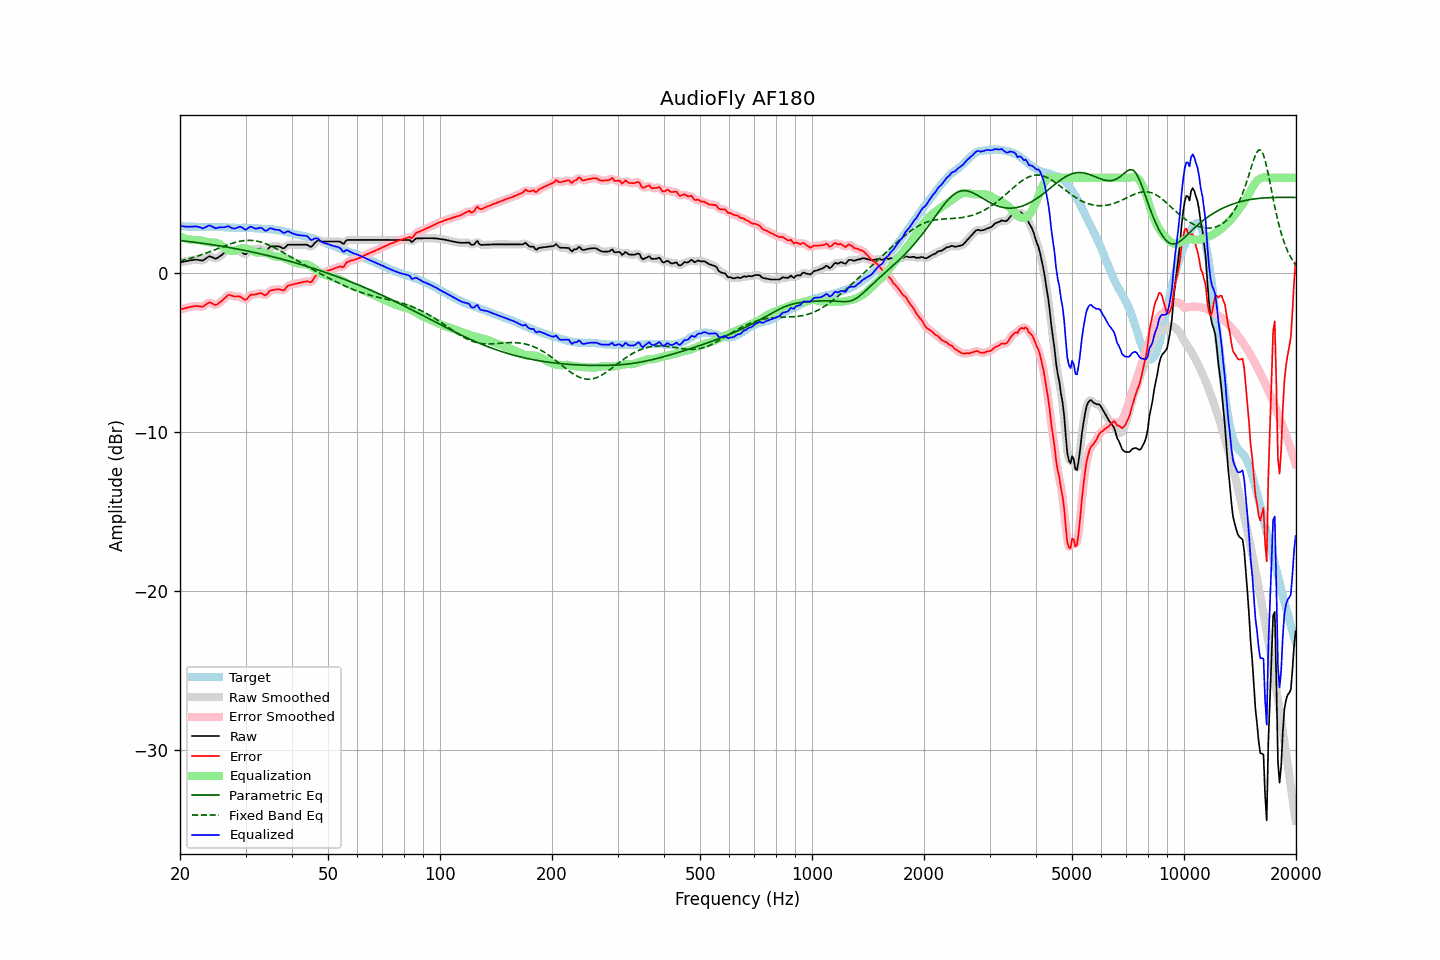 AudioFly AF180
Amplitude (dBr)
0
−10
−20
−30
Target
Raw Smoothed
Error Smoothed
Raw
Error
Equalization
Parametric Eq
Fixed Band Eq
Equalized
20 50 100 200 500 1000 2000 5000 10000 20000
Frequency (Hz)